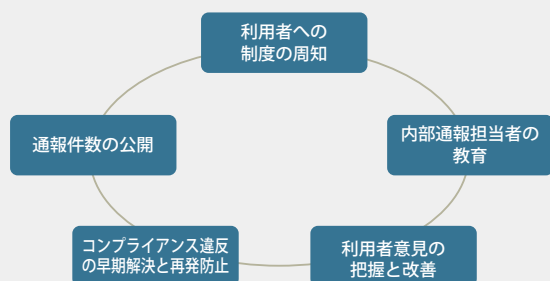 利用者への
制度の周知
通報件数の公開
内部通報担当者の
教育
コンプライアンス違反
の早期解決と再発防止
利用者意見の
把握と改善